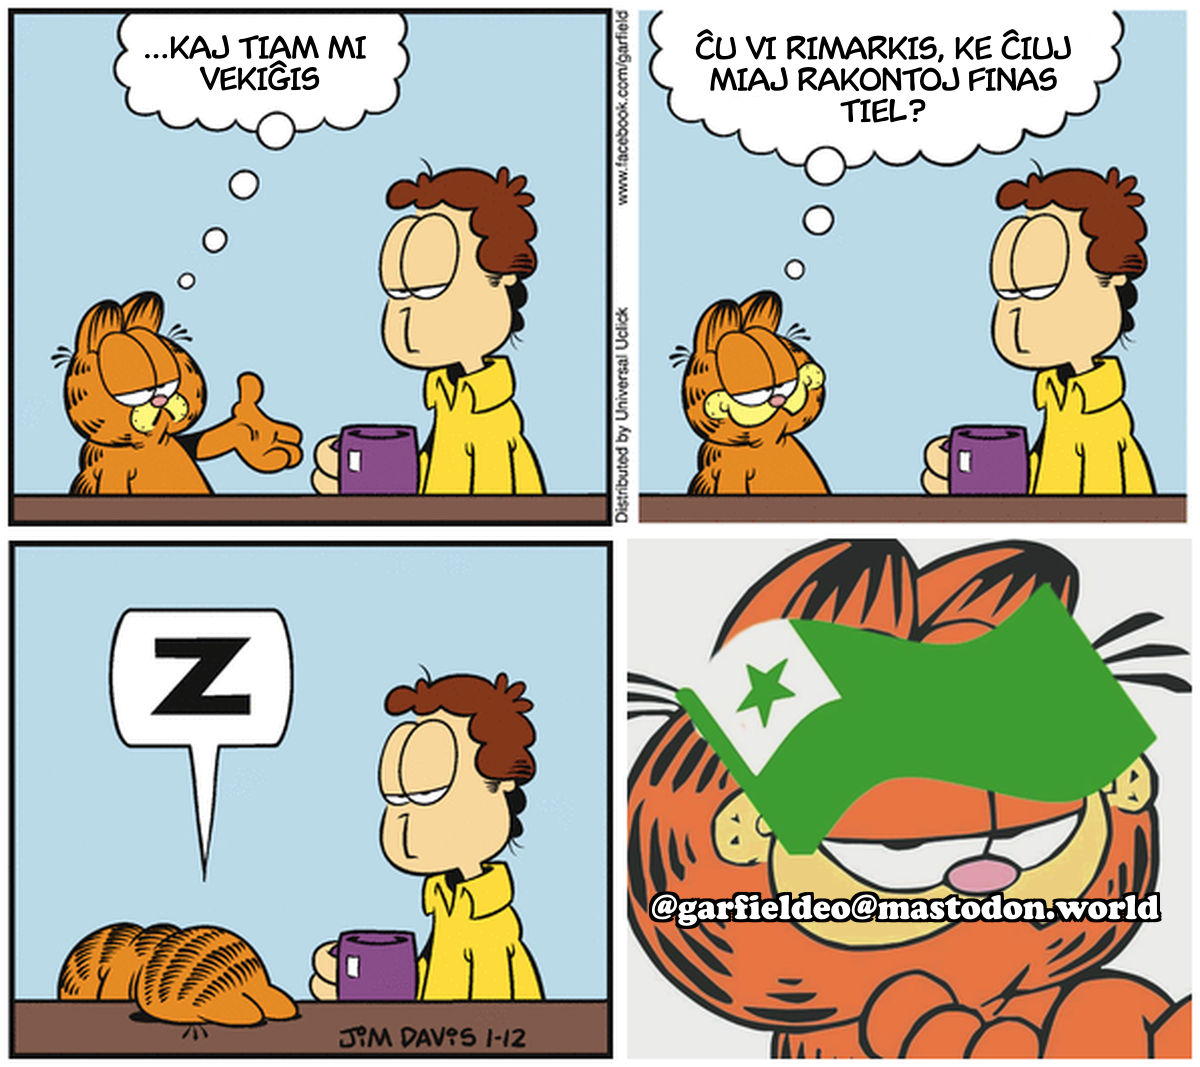 ...KAJ TIAM MI
VEKIĜIS
www.facebook.com/garfield
Distributed by Universal Uclick
ĈU VI RIMARKIS, KE ĈIUJ
MIAJ RAKONTOJ FINAS
TIEL?
Z
JIM DAVIS 1-12
@garfieldeo@mastodon.world